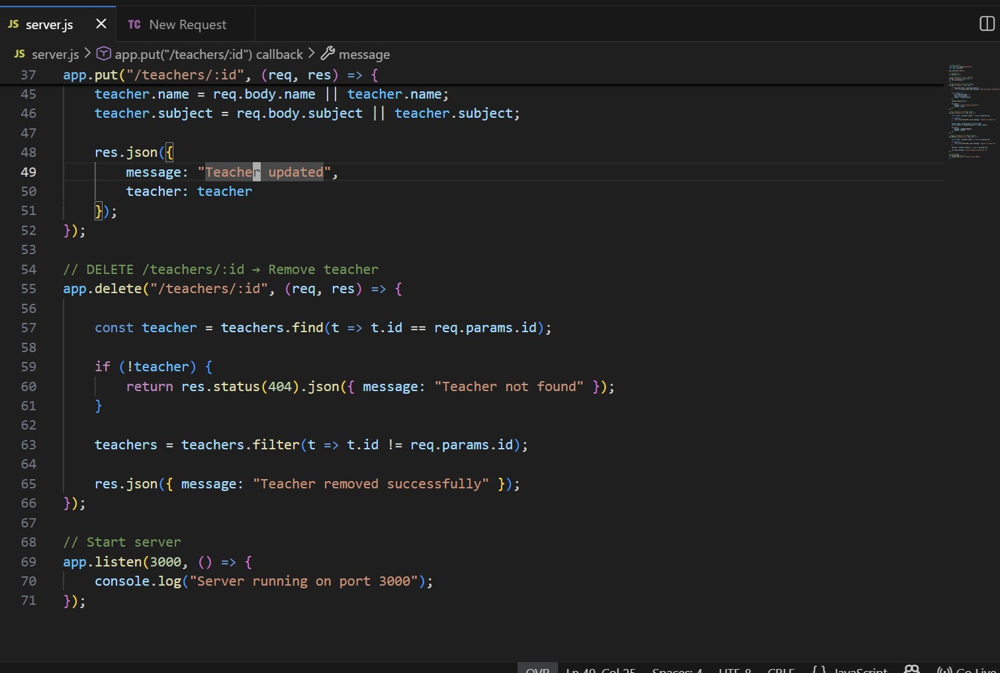 JS server.js
TC New Request
JS server.js > app.put("/teachers/:id") callback > message
37 app.put("/teachers/:id", (req, res) => {
45 teacher.name = req.body.name || teacher.name;
46 teacher.subject = req.body.subject || teacher.subject;
47
48 res.json({
49 message: "Teacher updated",
50 teacher: teacher
51 });
52 });
53
54 // DELETE /teachers/:id → Remove teacher
55 app.delete("/teachers/:id", (req, res) => {
56
57 const teacher = teachers.find(t => t.id == req.params.id);
58
59 if (!teacher) {
60 return res.status(404).json({ message: "Teacher not found" });
61 }
62
63 teachers = teachers.filter(t => t.id != req.params.id);
64
65 res.json({ message: "Teacher removed successfully" });
66 });
67
68 // Start server
69 app.listen(3000, () => {
70 console.log("Server running on port 3000");
71 });
OVR Ln 49, Col 25 Spaces: 4 UTF-8 CRLF {} JavaScript Go Live